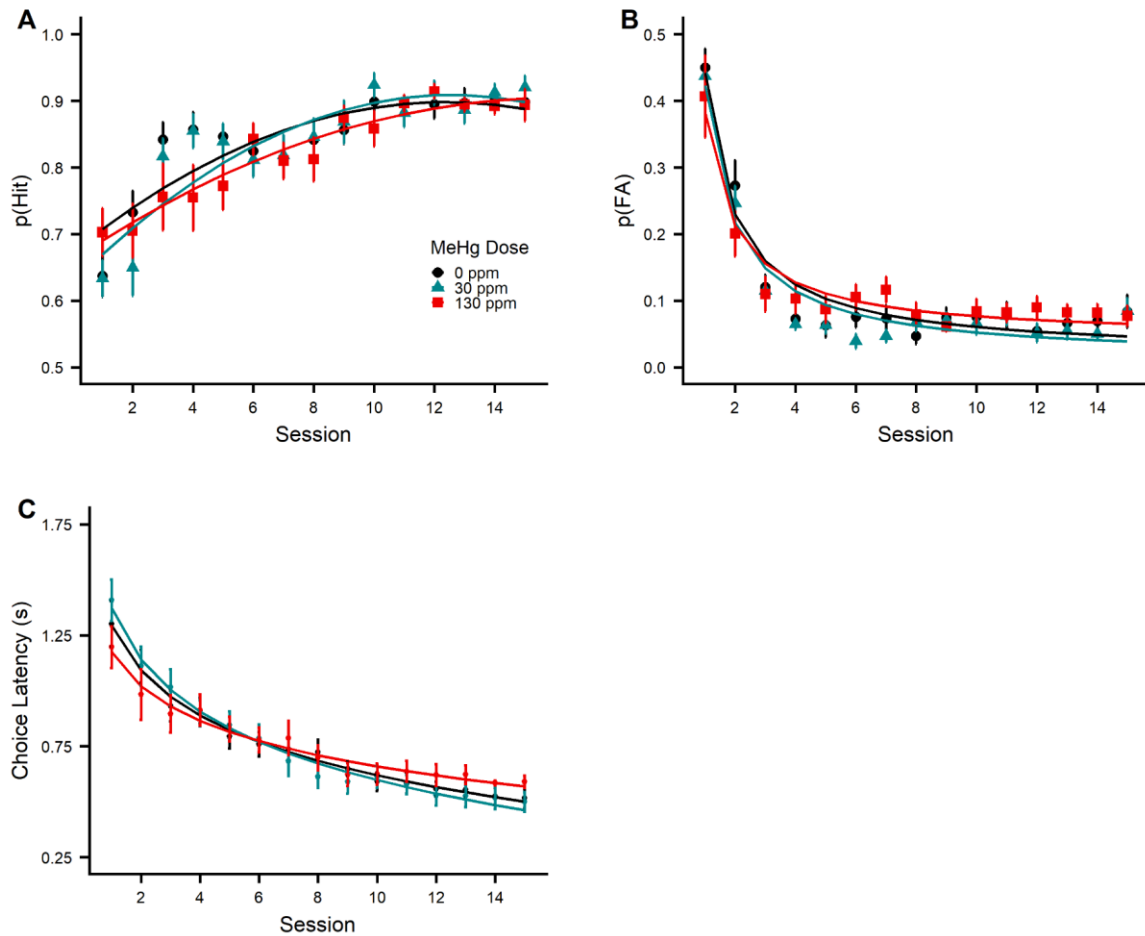 A
1.0
0.9
0.8
0.7
0.6
0.5
p(Hit)
MeHg Dose
0 ppm
30 ppm
130 ppm
2 4 6 8 10 12 14
Session
B
0.5
0.4
0.3
0.2
0.1
0.0
p(FA)
2 4 6 8 10 12 14
Session
C
1.75
1.25
0.75
0.25
Choice Latency (s)
2 4 6 8 10 12 14
Session